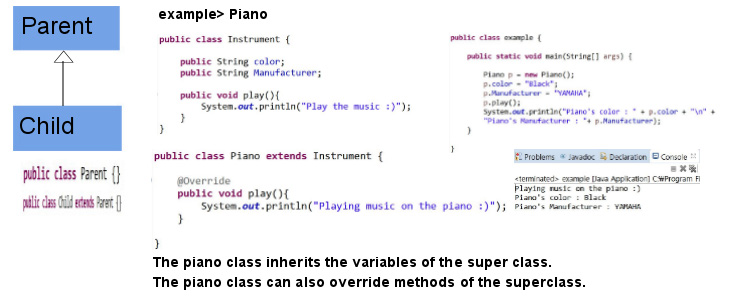 Parent
Child
public class Parent {}
public class Child extends Parent {}
example> Piano
public class Instrument {
public String color;
public String Manufacturer;
public void play(){
System.out.println("Play the music :)");
}
}
public class Piano extends Instrument {
@Override
public void play(){
System.out.println("Playing music on the piano :)");
}
}
public class example {
public static void main(String[] args) {
Piano p = new Piano();
p.color = "Black";
p.Manufacturer = "YAMAHA";
p.play();
System.out.println("Piano's color : " + p.color + "\n" +
"Piano's Manufacturer : "+ p.Manufacturer);
}
}
Problems Javadoc Declaration Console
<terminated> example [Java Application] C:₩Program Fi
Playing music on the piano :)
Piano's color : Black
Piano's Manufacturer : YAMAHA
The piano class inherits the variables of the super class.
The piano class can also override methods of the superclass.